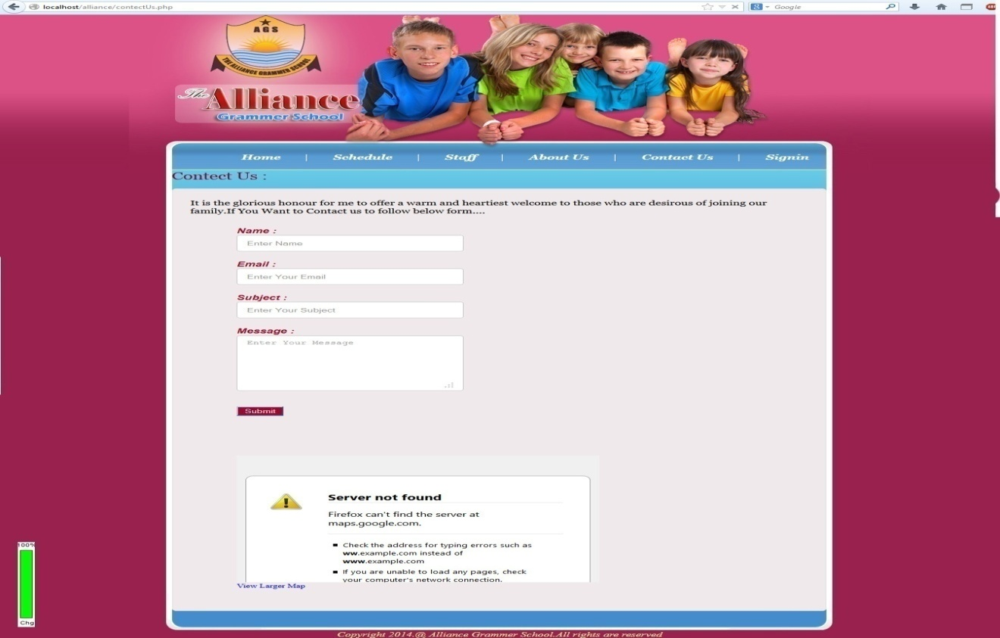 localhost/alliance/contectUs.php
Google
AGS
THE ALLIANCE GRAMMER SCHOOL
The Alliance
Grammer School
Home | Schedule | Staff | About Us | Contact Us | Signin
Contect Us :
It is the glorious honour for me to offer a warm and heartiest welcome to those who are desirous of joining our
family.If You Want to Contact us to follow below form....
Name :
Enter Name
Email :
Enter Your Email
Subject :
Enter Your Subject
Message :
Enter Your Message
Submit
Server not found
Firefox can't find the server at
maps.google.com.
Check the address for typing errors such as
ww.example.com instead of
www.example.com
If you are unable to load any pages, check
your computer's network connection.
View Larger Map
100%
Chg
Copyright 2014.@ Alliance Grammer School.All rights are reserved